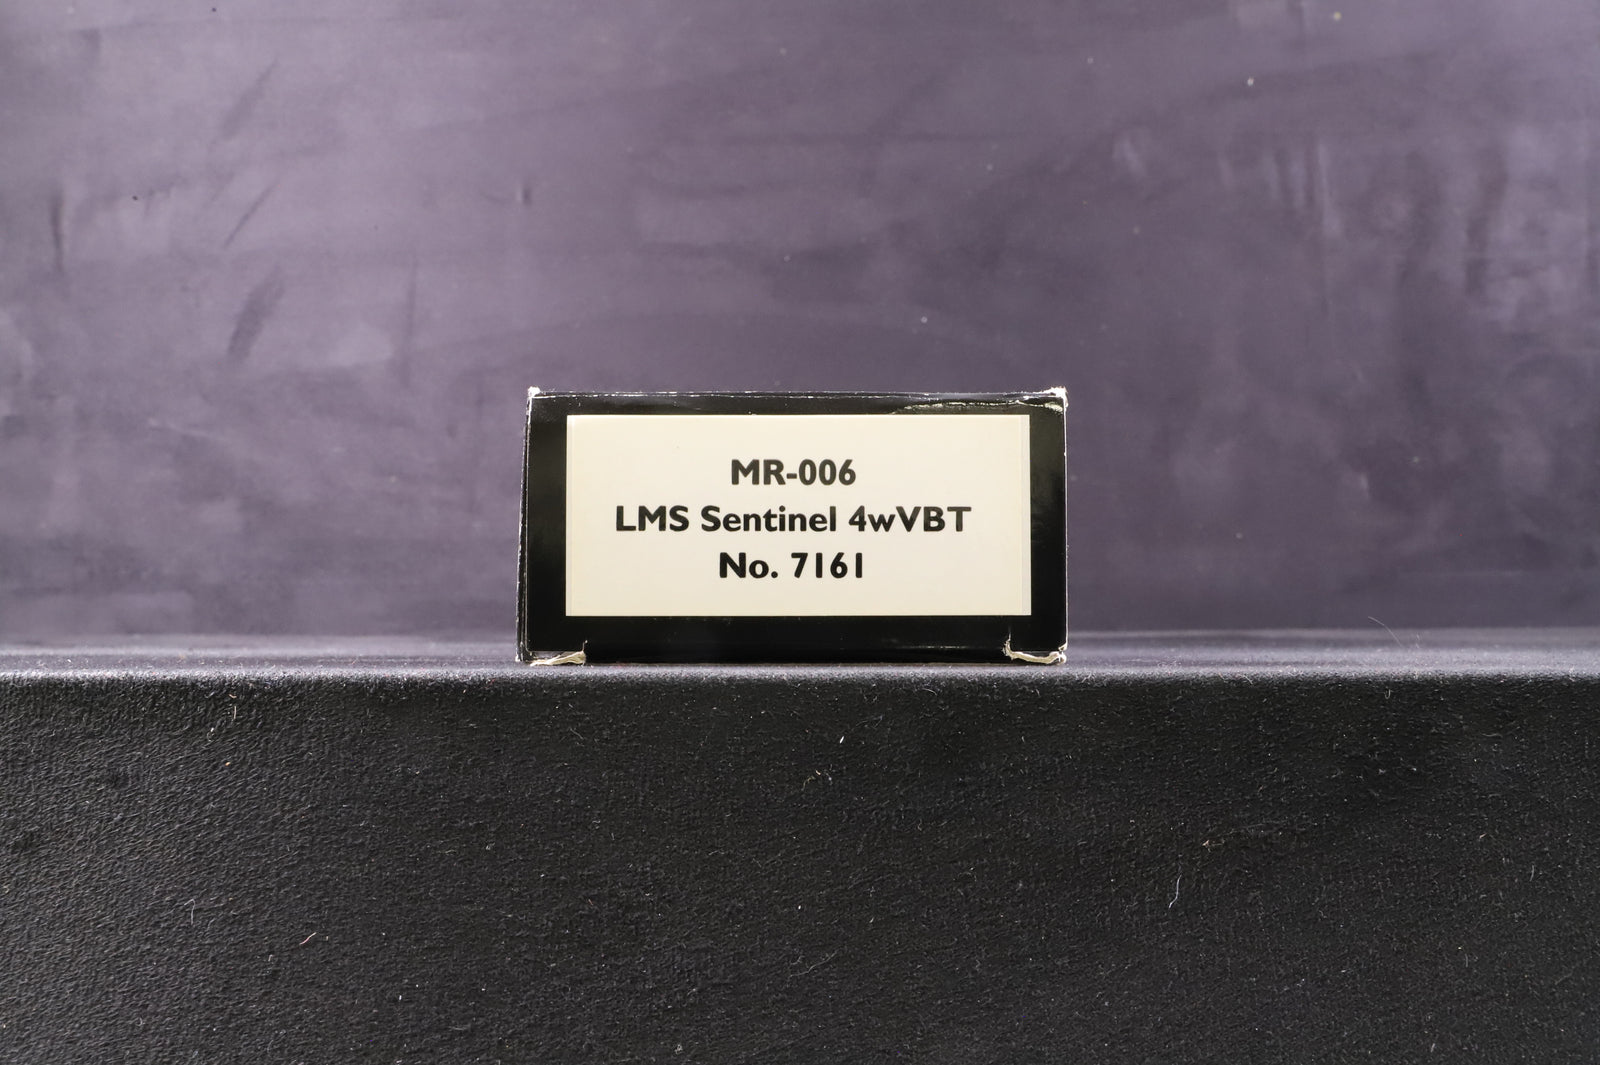 MR-006
LMS Sentinel 4wVBT
No. 7161